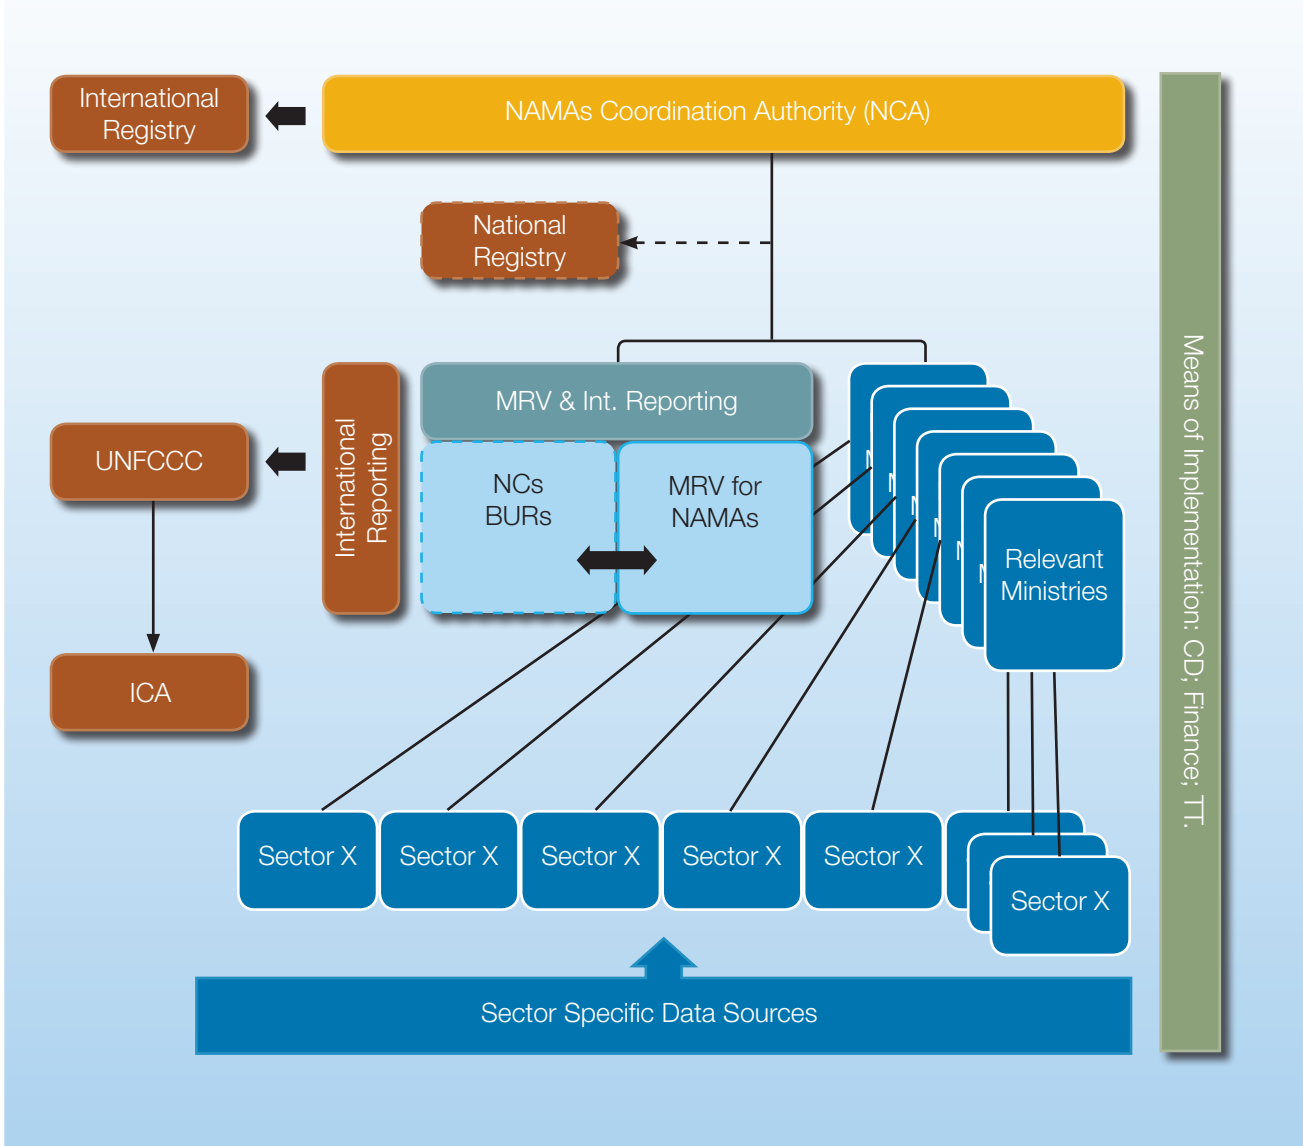 International
Registry
NAMAs Coordination Authority (NCA)
National
Registry
MRV & Int. Reporting
UNFCCC
International
Reporting
NCs
BURs
MRV for
NAMAs
Relevant
Ministries
ICA
Means of Implementation: CD; Finance; TT.
Sector X
Sector X
Sector X
Sector X
Sector X
Sector X
Sector Specific Data Sources